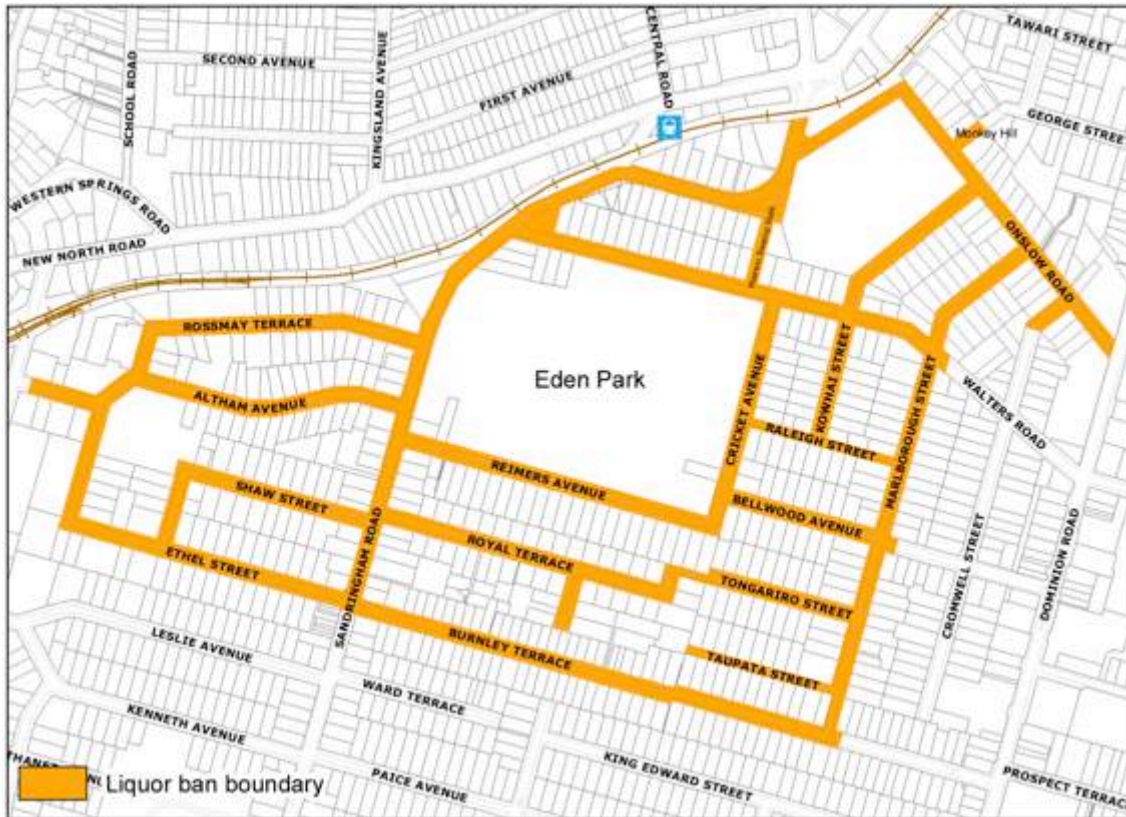 TAWARI STREET
SECOND AVENUE
SCHOOL ROAD
KINGSLAND AVENUE
FIRST AVENUE
CENTRAL ROAD
GEORGE STREE
Monkey Hill
WESTERN SPRINGS ROAD
NEW NORTH ROAD
ONSLOW ROAD
ROSSMAY TERRACE
Eden Park
ALTHAM AVENUE
CRICKET AVENUE
KOWHAI STREET
MARLBOROUGH STREET
WALTERS ROAD
RALEIGH STREET
REIMERS AVENUE
SHAW STREET
BELLWOOD AVENUE
ROYAL TERRACE
SANDRINGHAM ROAD
ETHEL STREET
TONGARIRO STREET
CROMWELL STREET
DOMINION ROAD
BURNLEY TERRACE
TAUPATA STREET
LESLIE AVENUE
WARD TERRACE
KENNETH AVENUE
KING EDWARD STREET
PAICE AVENUE
PROSPECT TERRACE
Liquor ban boundary